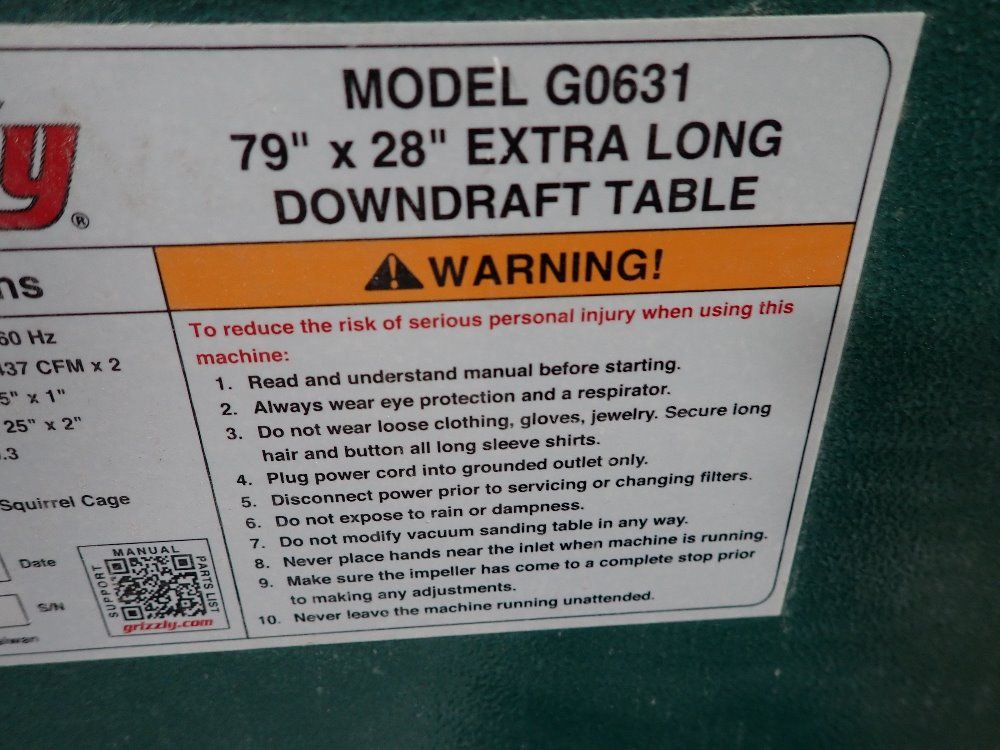 MODEL G0631
79" x 28" EXTRA LONG
DOWNDRAFT TABLE
y®
ns
60 Hz
437 CFM x 2
5" x 1"
25" x 2"
.3
Squirrel Cage
Date
S/N
MANUAL
SUPPORT
PARTS LIST
grizzly.com
WARNING!
To reduce the risk of serious personal injury when using this
machine:
1. Read and understand manual before starting.
2. Always wear eye protection and a respirator.
3. Do not wear loose clothing, gloves, jewelry. Secure long
hair and button all long sleeve shirts.
4. Plug power cord into grounded outlet only.
5. Disconnect power prior to servicing or changing filters.
6. Do not expose to rain or dampness.
7. Do not modify vacuum sanding table in any way.
8. Never place hands near the inlet when machine is running.
9. Make sure the impeller has come to a complete stop prior
to making any adjustments.
10. Never leave the machine running unattended.